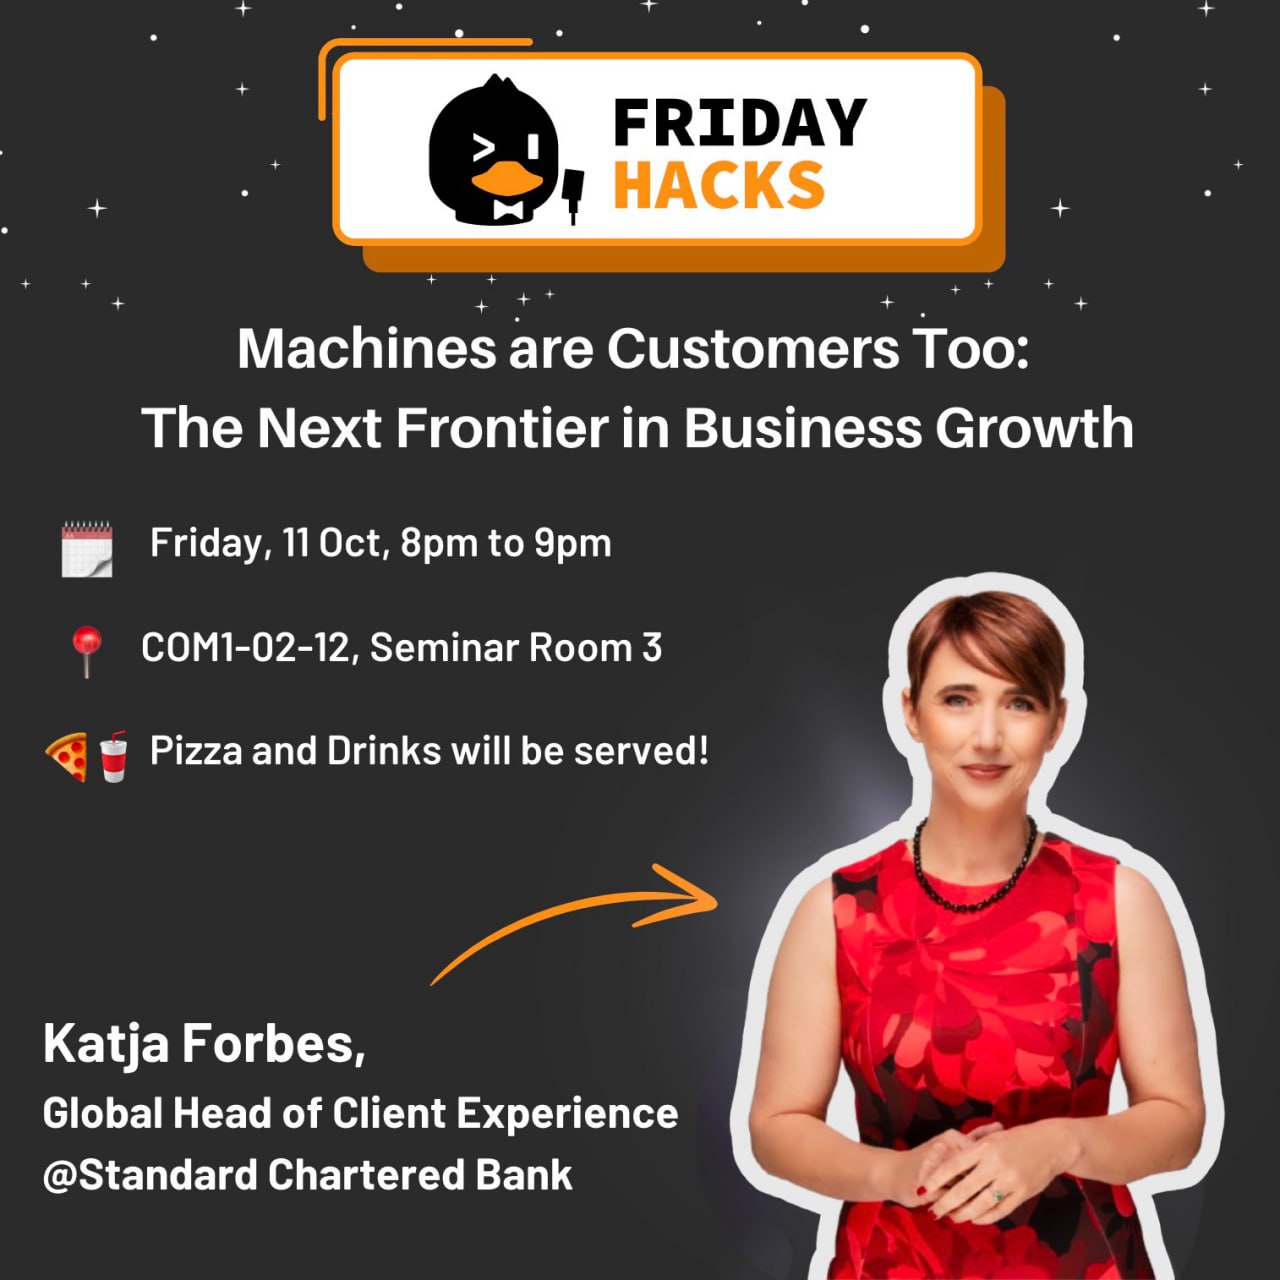 FRIDAY
HACKS
Machines are Customers Too:
The Next Frontier in Business Growth
Friday, 11 Oct, 8pm to 9pm
COM1-02-12, Seminar Room 3
Pizza and Drinks will be served!
Katja Forbes,
Global Head of Client Experience
@Standard Chartered Bank